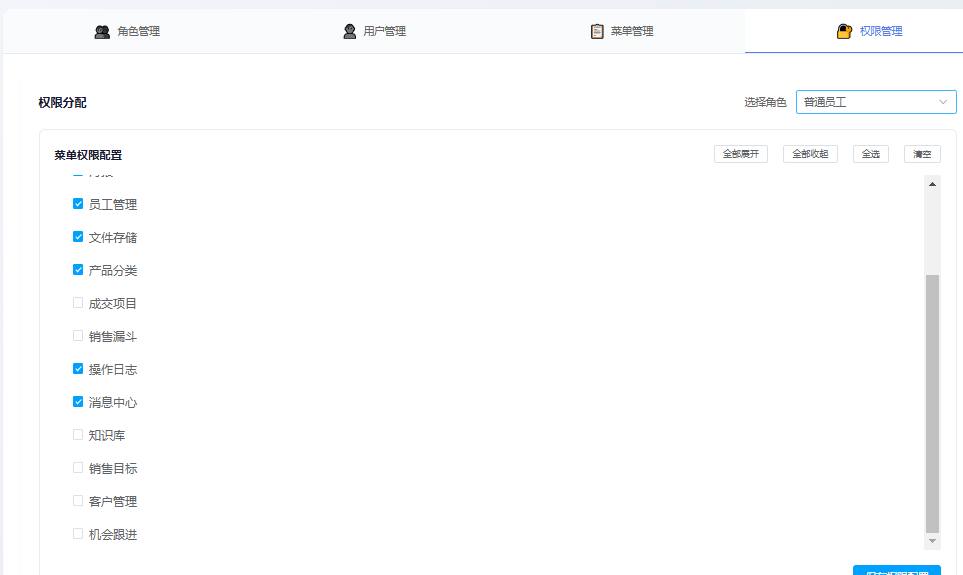 角色管理
用户管理
菜单管理
权限管理
权限分配
选择角色
普通员工
菜单权限配置
全部展开
全部收起
全选
清空
员工管理
文件存储
产品分类
成交项目
销售漏斗
操作日志
消息中心
知识库
销售目标
客户管理
机会跟进